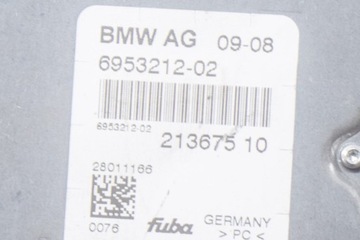 BMW AG 09-08
6953212-02
6953212-02
213675 10
28011166
fuba GERMANY
0076 > PC <